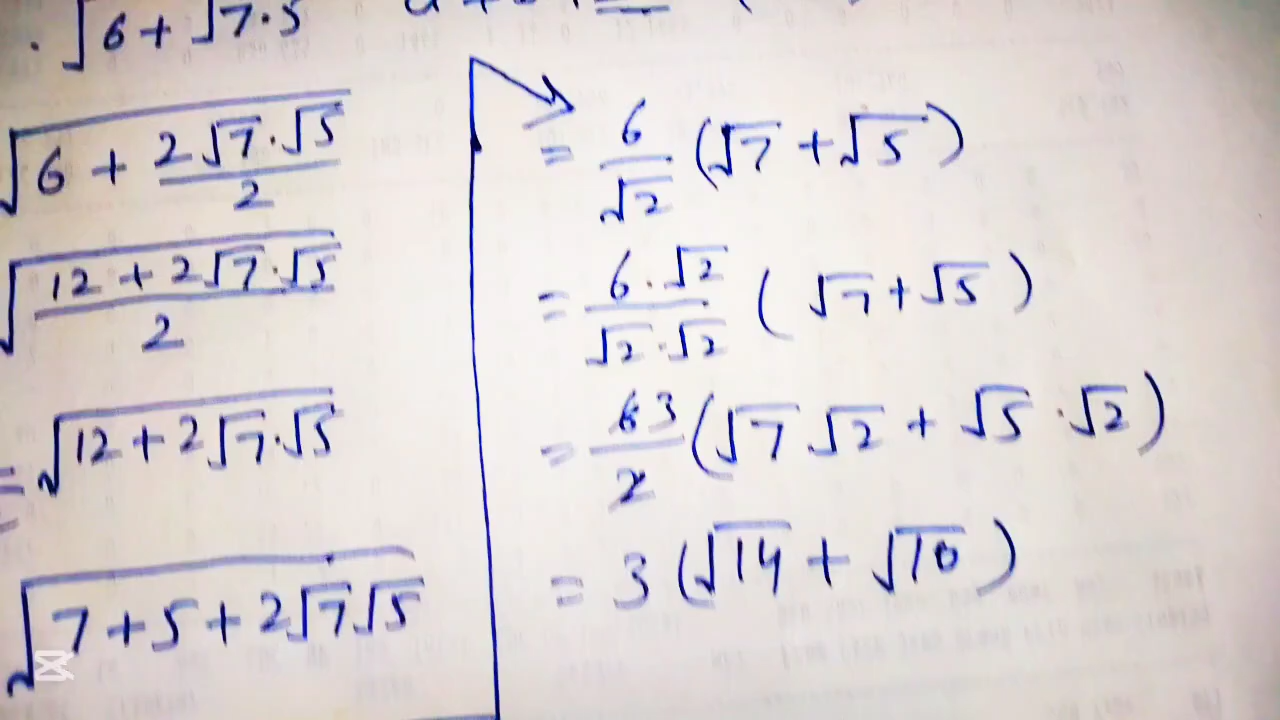 . √6 + √7·5
√(6 + (2√7·√5)/2)
√((12 + 2√7·√5)/2)
= √(12 + 2√7·√5)
√(7 + 5 + 2√7√5)
= 6/√2 (√7 + √5)
= (6·√2)/(√2·√2) (√7 + √5)
= 6 3/2 (√7 √2 + √5 ·√2)
= 3 (√14 + √10)